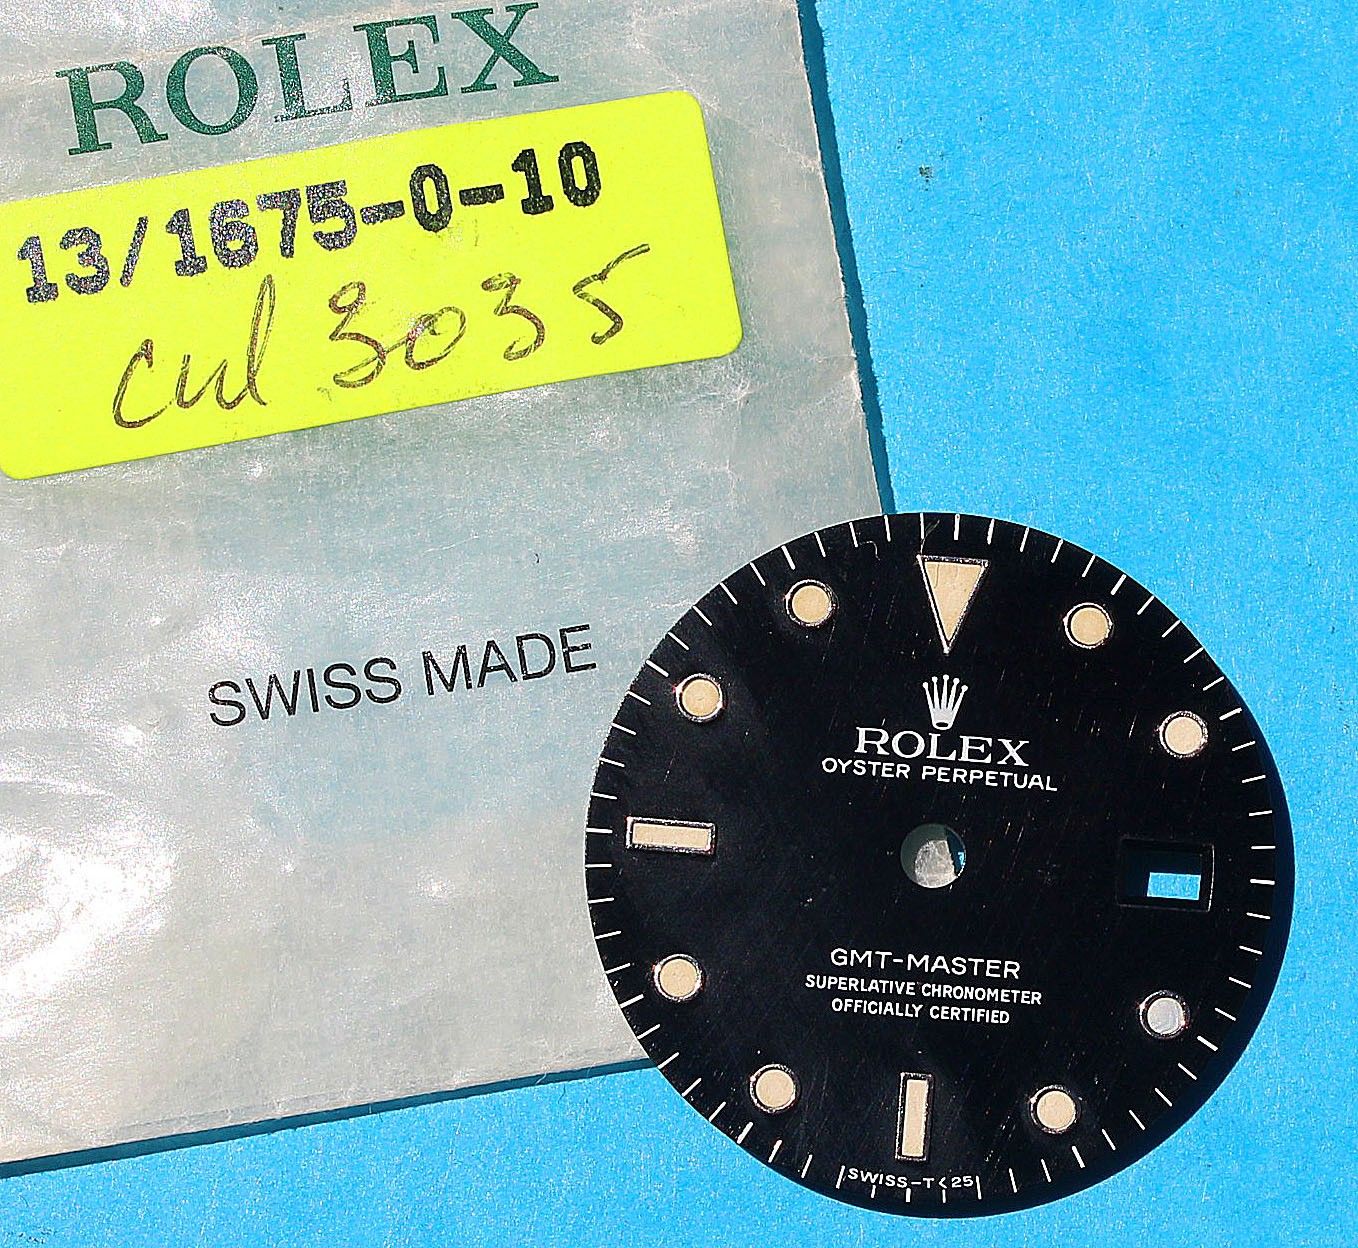 ROLEX
13/1675-0-10
cal 3035
SWISS MADE
ROLEX
OYSTER PERPETUAL
GMT-MASTER
SUPERLATIVE CHRONOMETER
OFFICIALLY CERTIFIED
SWISS-T<25